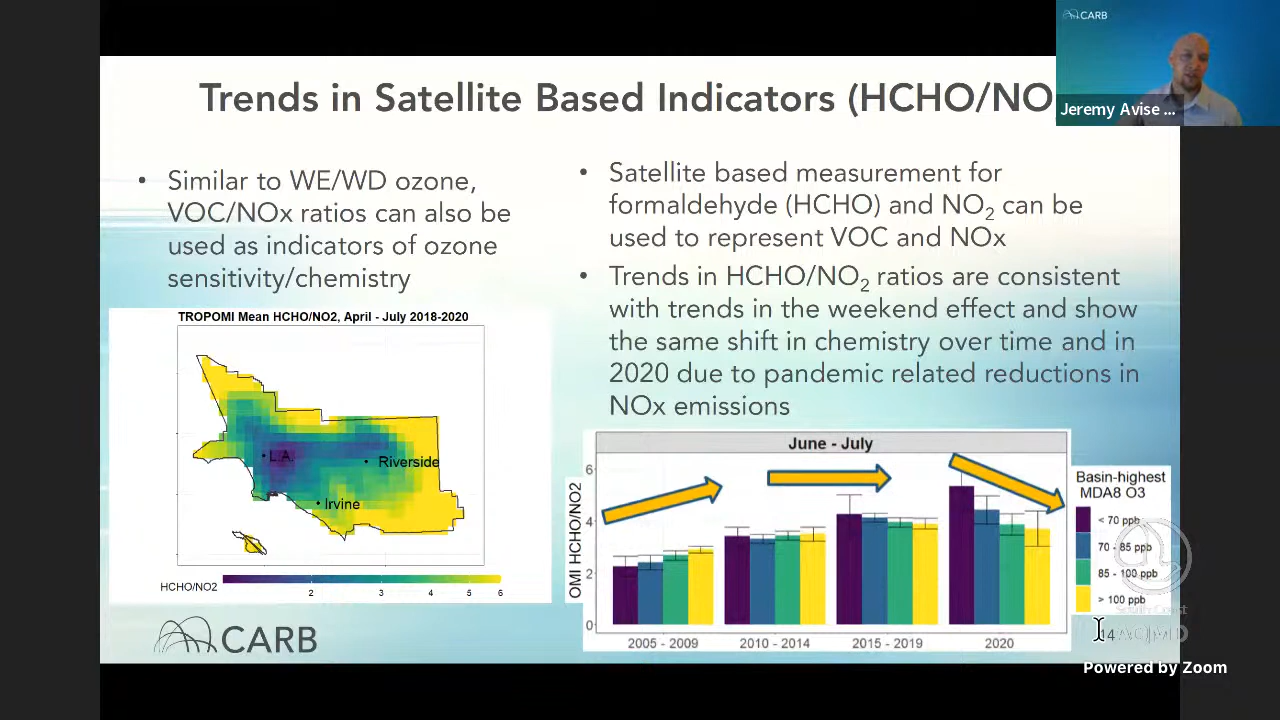 CARB
Jeremy Avise ...
Trends in Satellite Based Indicators (HCHO/NO
• Similar to WE/WD ozone,
VOC/NOx ratios can also be
used as indicators of ozone
sensitivity/chemistry
• Satellite based measurement for
formaldehyde (HCHO) and NO2 can be
used to represent VOC and NOx
• Trends in HCHO/NO2 ratios are consistent
with trends in the weekend effect and show
the same shift in chemistry over time and in
2020 due to pandemic related reductions in
NOx emissions
TROPOMI Mean HCHO/NO2, April - July 2018-2020
L.A.
Riverside
Irvine
HCHO/NO2
2 3 4 5 6
June - July
OMI HCHO/NO2
6
4
2
0
2005 - 2009 2010 - 2014 2015 - 2019 2020
Basin-highest
MDA8 O3
< 70 ppb
70 - 85 ppb
85 - 100 ppb
> 100 ppb
South Coast
AQMD
14
CARB
Powered by Zoom